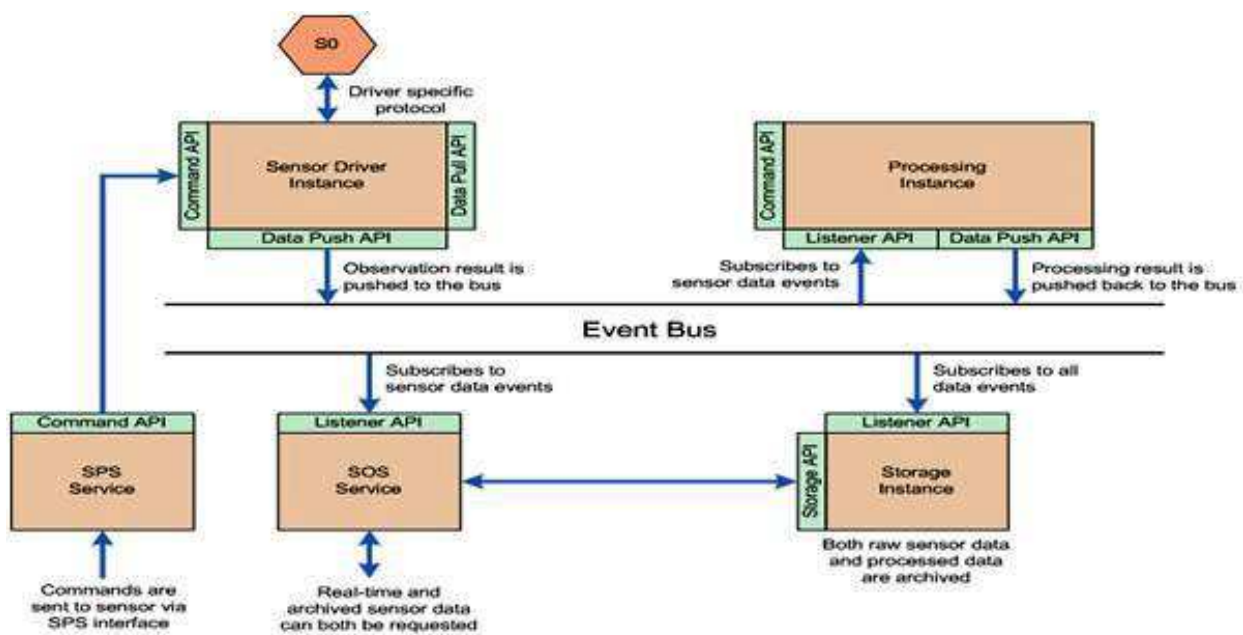 S0
Driver specific
protocol
Command API
Sensor Driver
Instance
Data Pull API
Data Push API
Command API
Processing
Instance
Listener API
Data Push API
Observation result is
pushed to the bus
Subscribes to
sensor data events
Processing result is
pushed back to the bus
Event Bus
Subscribes to
sensor data events
Subscribes to all
data events
Command API
SPS
Service
Listener API
SOS
Service
Listener API
Storage API
Storage
Instance
Commands are
sent to sensor via
SPS interface
Real-time and
archived sensor data
can both be requested
Both raw sensor data
and processed data
are archived